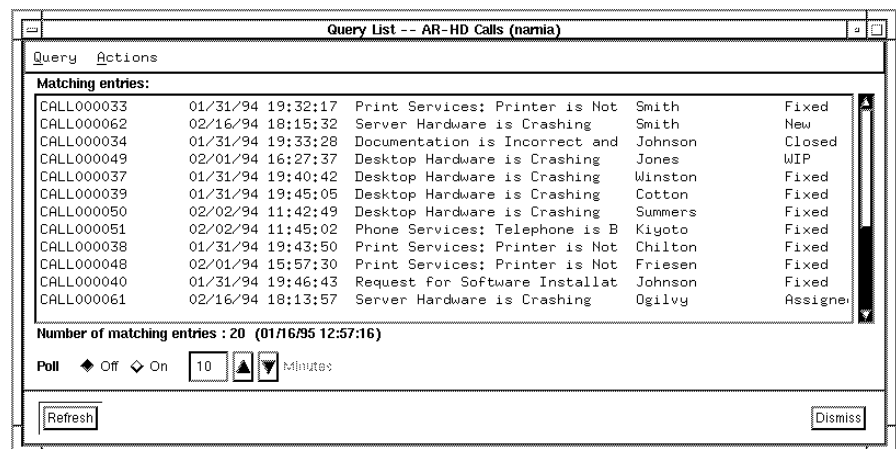 Query List -- AR-HD Calls (narnia)
Query Actions
Matching entries:
CALL000033 01/31/94 19:32:17 Print Services: Printer is Not Smith Fixed
CALL000062 02/16/94 18:15:32 Server Hardware is Crashing Smith New
CALL000034 01/31/94 19:33:28 Documentation is Incorrect and Johnson Closed
CALL000049 02/01/94 16:27:37 Desktop Hardware is Crashing Jones WIP
CALL000037 01/31/94 19:40:42 Desktop Hardware is Crashing Winston Fixed
CALL000039 01/31/94 19:45:05 Desktop Hardware is Crashing Cotton Fixed
CALL000050 02/02/94 11:42:49 Desktop Hardware is Crashing Summers Fixed
CALL000051 02/02/94 11:45:02 Phone Services: Telephone is B Kiyoto Fixed
CALL000038 01/31/94 19:43:50 Print Services: Printer is Not Chilton Fixed
CALL000048 02/01/94 15:57:30 Print Services: Printer is Not Friesen Fixed
CALL000040 01/31/94 19:46:43 Request for Software Installat Johnson Fixed
CALL000061 02/16/94 18:13:57 Server Hardware is Crashing Ogilvy Assigne
Number of matching entries : 20 (01/16/95 12:57:16)
Poll Off On 10 Minutes
Refresh Dismiss